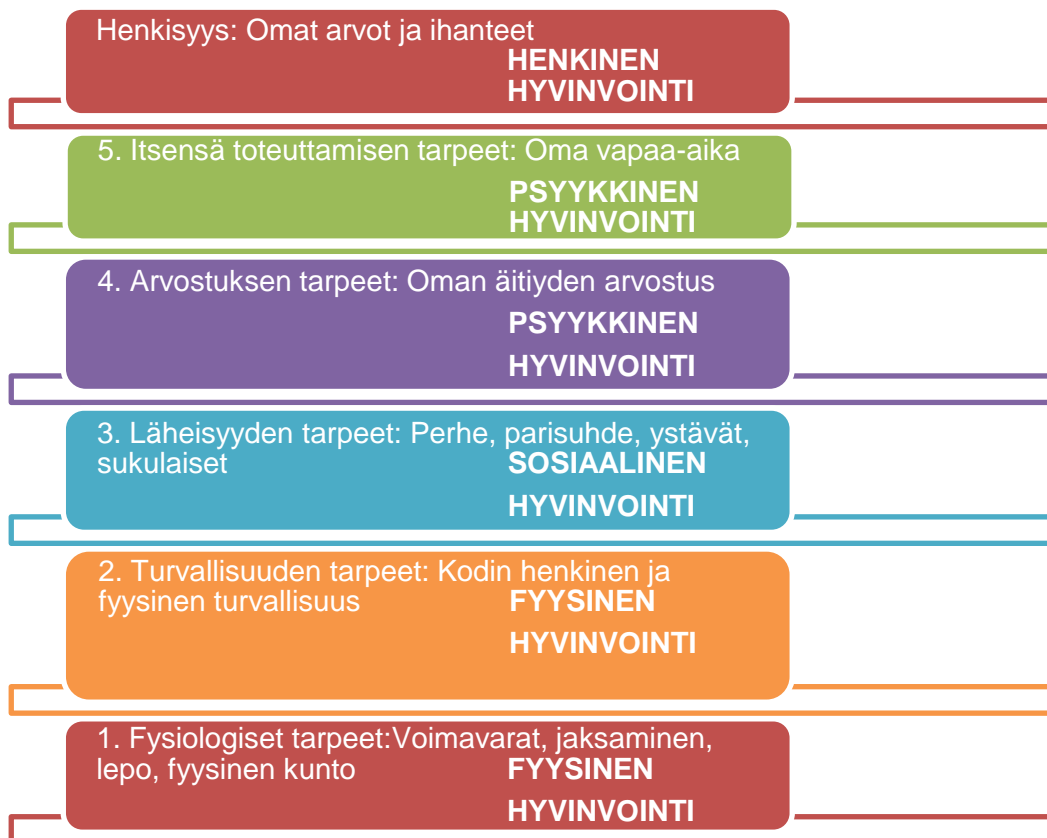 Henkisyys: Omat arvot ja ihanteet
HENKINEN
HYVINVOINTI
5. Itsensä toteuttamisen tarpeet: Oma vapaa-aika
PSYYKKINEN
HYVINVOINTI
4. Arvostuksen tarpeet: Oman äitiyden arvostus
PSYYKKINEN
HYVINVOINTI
3. Läheisyyden tarpeet: Perhe, parisuhde, ystävät,
sukulaiset SOSIAALINEN
HYVINVOINTI
2. Turvallisuuden tarpeet: Kodin henkinen ja
fyysinen turvallisuus FYYSINEN
HYVINVOINTI
1. Fysiologiset tarpeet:Voimavarat, jaksaminen,
lepo, fyysinen kunto FYYSINEN
HYVINVOINTI